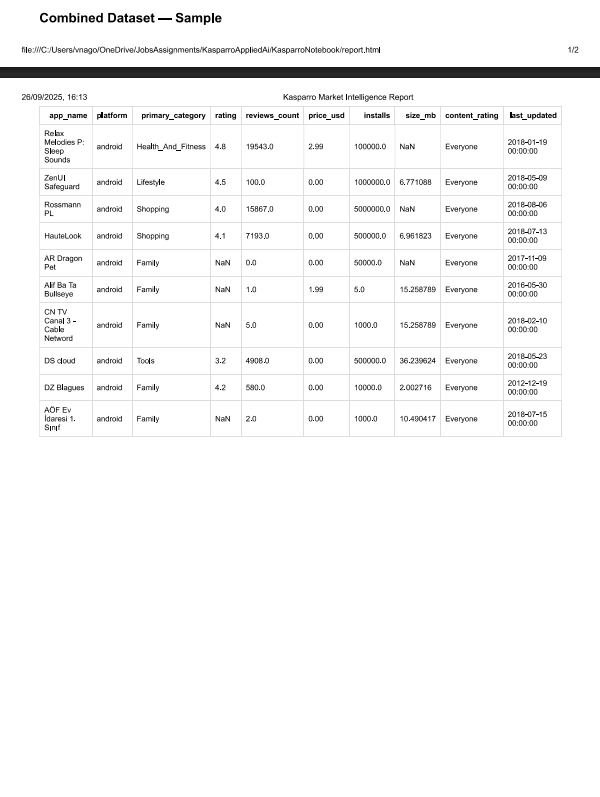 Combined Dataset — Sample
file:///C:/Users/vnago/OneDrive/JobsAssignments/KasparroAppliedAi/KasparroNotebook/report.html 1/2
26/09/2025, 16:13 Kasparro Market Intelligence Report
app_name platform primary_category rating reviews_count price_usd installs size_mb content_rating last_updated
Relax
Melodies P:
Sleep
Sounds
android Health_And_Fitness 4.8 19543.0 2.99 100000.0 NaN Everyone
2018-01-19
00:00:00
ZenUI
Safeguard
android Lifestyle 4.5 100.0 0.00 1000000.0 6.771088 Everyone
2018-05-09
00:00:00
Rossmann
PL
android Shopping 4.0 15867.0 0.00 5000000.0 NaN Everyone
2018-08-06
00:00:00
HauteLook android Shopping 4.1 7193.0 0.00 500000.0 6.961823 Everyone
2018-07-13
00:00:00
AR Dragon
Pet
android Family NaN 0.0 0.00 50000.0 NaN Everyone
2017-11-09
00:00:00
Alif Ba Ta
Bullseye
android Family NaN 1.0 1.99 5.0 15.258789 Everyone
2016-05-30
00:00:00
CN TV
Canal 3 -
Cable
Netword
android Family NaN 5.0 0.00 1000.0 15.258789 Everyone
2018-02-10
00:00:00
DS cloud android Tools 3.2 4908.0 0.00 500000.0 36.239624 Everyone
2018-05-23
00:00:00
DZ Blagues android Family 4.2 580.0 0.00 10000.0 2.002716 Everyone
2012-12-19
00:00:00
AÖF Ev
İdaresi 1.
Sınıf
android Family NaN 2.0 0.00 1000.0 10.490417 Everyone
2018-07-15
00:00:00